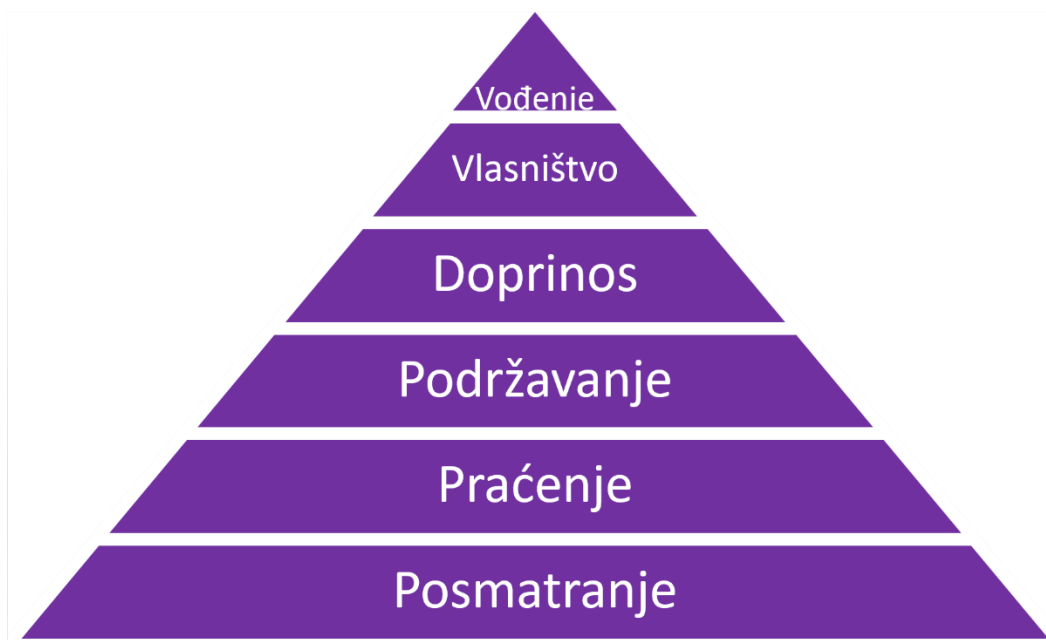 Vođenje
Vlasništvo
Doprinos
Podržavanje
Praćenje
Posmatranje